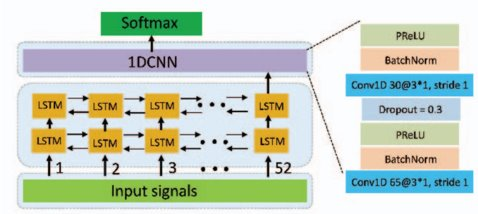 Softmax
1DCNN
LSTM LSTM LSTM LSTM
LSTM LSTM LSTM LSTM
1 2 3 52
Input signals
PReLU
BatchNorm
Conv1D 30@3*1, stride 1
Dropout = 0.3
PReLU
BatchNorm
Conv1D 65@3*1, stride 1